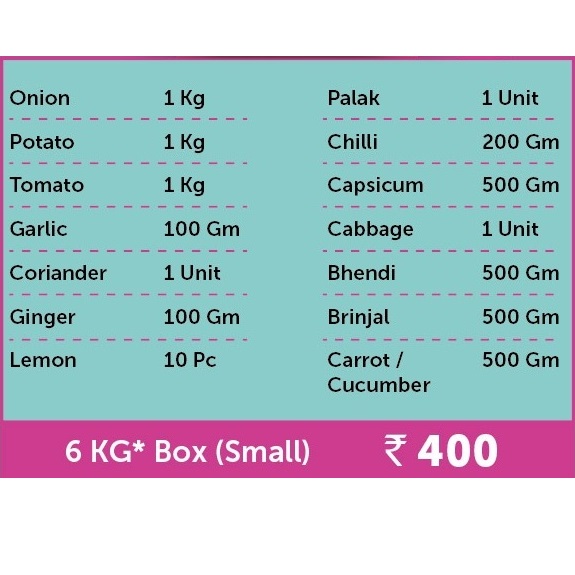 Onion 1 Kg
Potato 1 Kg
Tomato 1 Kg
Garlic 100 Gm
Coriander 1 Unit
Ginger 100 Gm
Lemon 10 Pc
Palak 1 Unit
Chilli 200 Gm
Capsicum 500 Gm
Cabbage 1 Unit
Bhendi 500 Gm
Brinjal 500 Gm
Carrot / 500 Gm
Cucumber
6 KG* Box (Small) ₹ 400